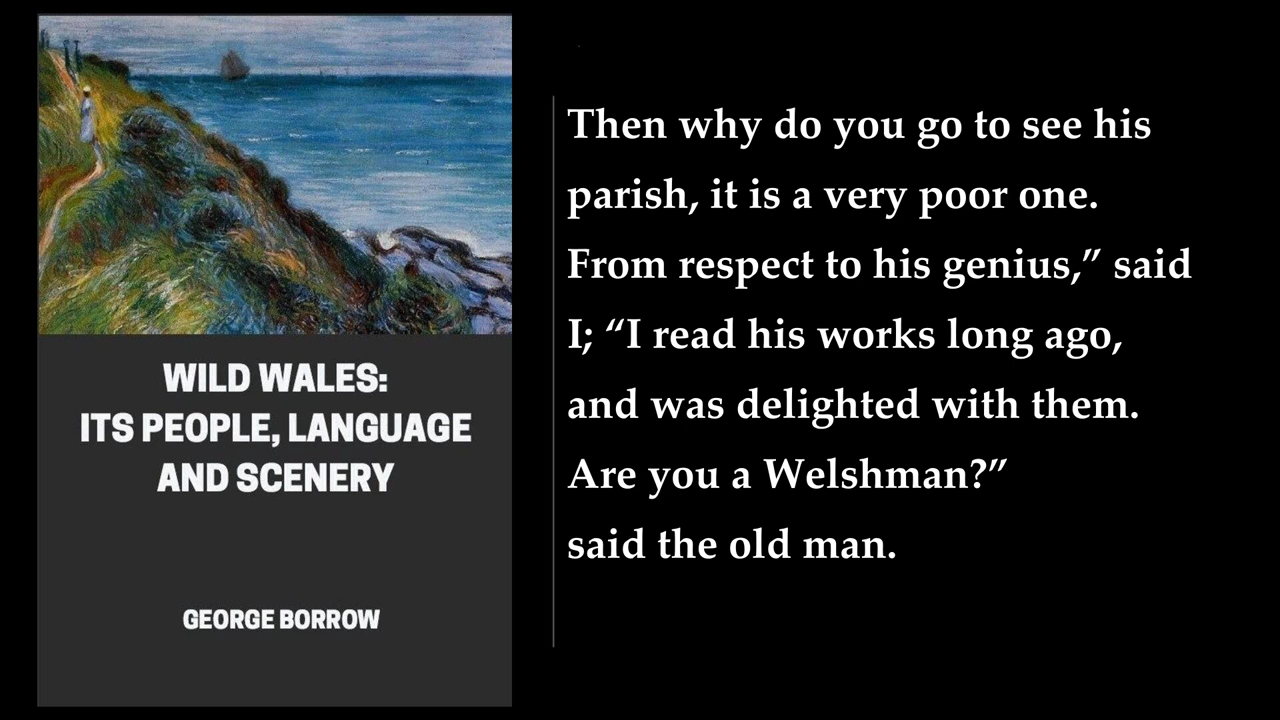 WILD WALES:
ITS PEOPLE, LANGUAGE
AND SCENERY
GEORGE BORROW
Then why do you go to see his
parish, it is a very poor one.
From respect to his genius,” said
I; “I read his works long ago,
and was delighted with them.
Are you a Welshman?”
said the old man.